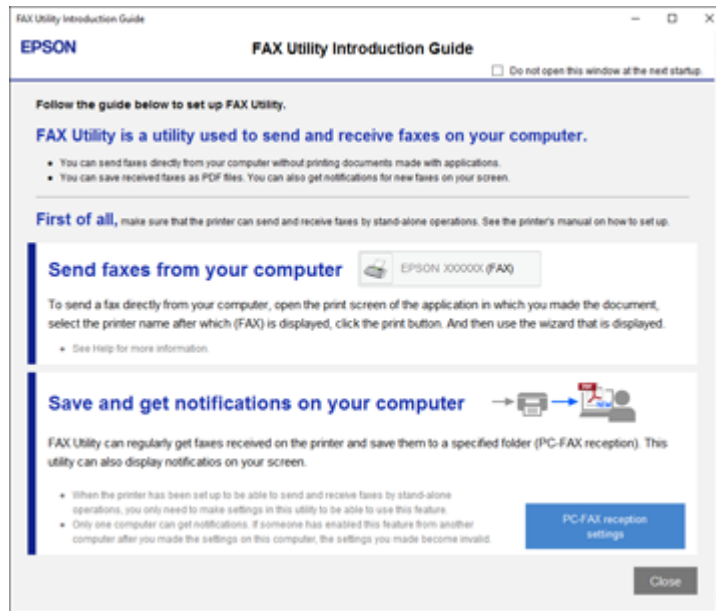 FAX Utility Introduction Guide
EPSON
FAX Utility Introduction Guide
Do not open this window at the next startup.
Follow the guide below to set up FAX Utility.
FAX Utility is a utility used to send and receive faxes on your computer.
• You can send faxes directly from your computer without printing documents made with applications.
• You can save received faxes as PDF files. You can also get notifications for new faxes on your screen.
First of all, make sure that the printer can send and receive faxes by stand-alone operations. See the printer's manual on how to set up.
Send faxes from your computer
EPSON XXXXXX (FAX)
To send a fax directly from your computer, open the print screen of the application in which you made the document,
select the printer name after which (FAX) is displayed, click the print button. And then use the wizard that is displayed.
• See Help for more information.
Save and get notifications on your computer
PDF
NEW
FAX Utility can regularly get faxes received on the printer and save them to a specified folder (PC-FAX reception). This
utility can also display notificatios on your screen.
• When the printer has been set up to be able to send and receive faxes by stand-alone
operations, you only need to make settings in this utility to be able to use this feature.
• Only one computer can get notifications. If someone has enabled this feature from another
computer after you made the settings on this computer, the settings you made become invalid.
PC-FAX reception
settings
Close